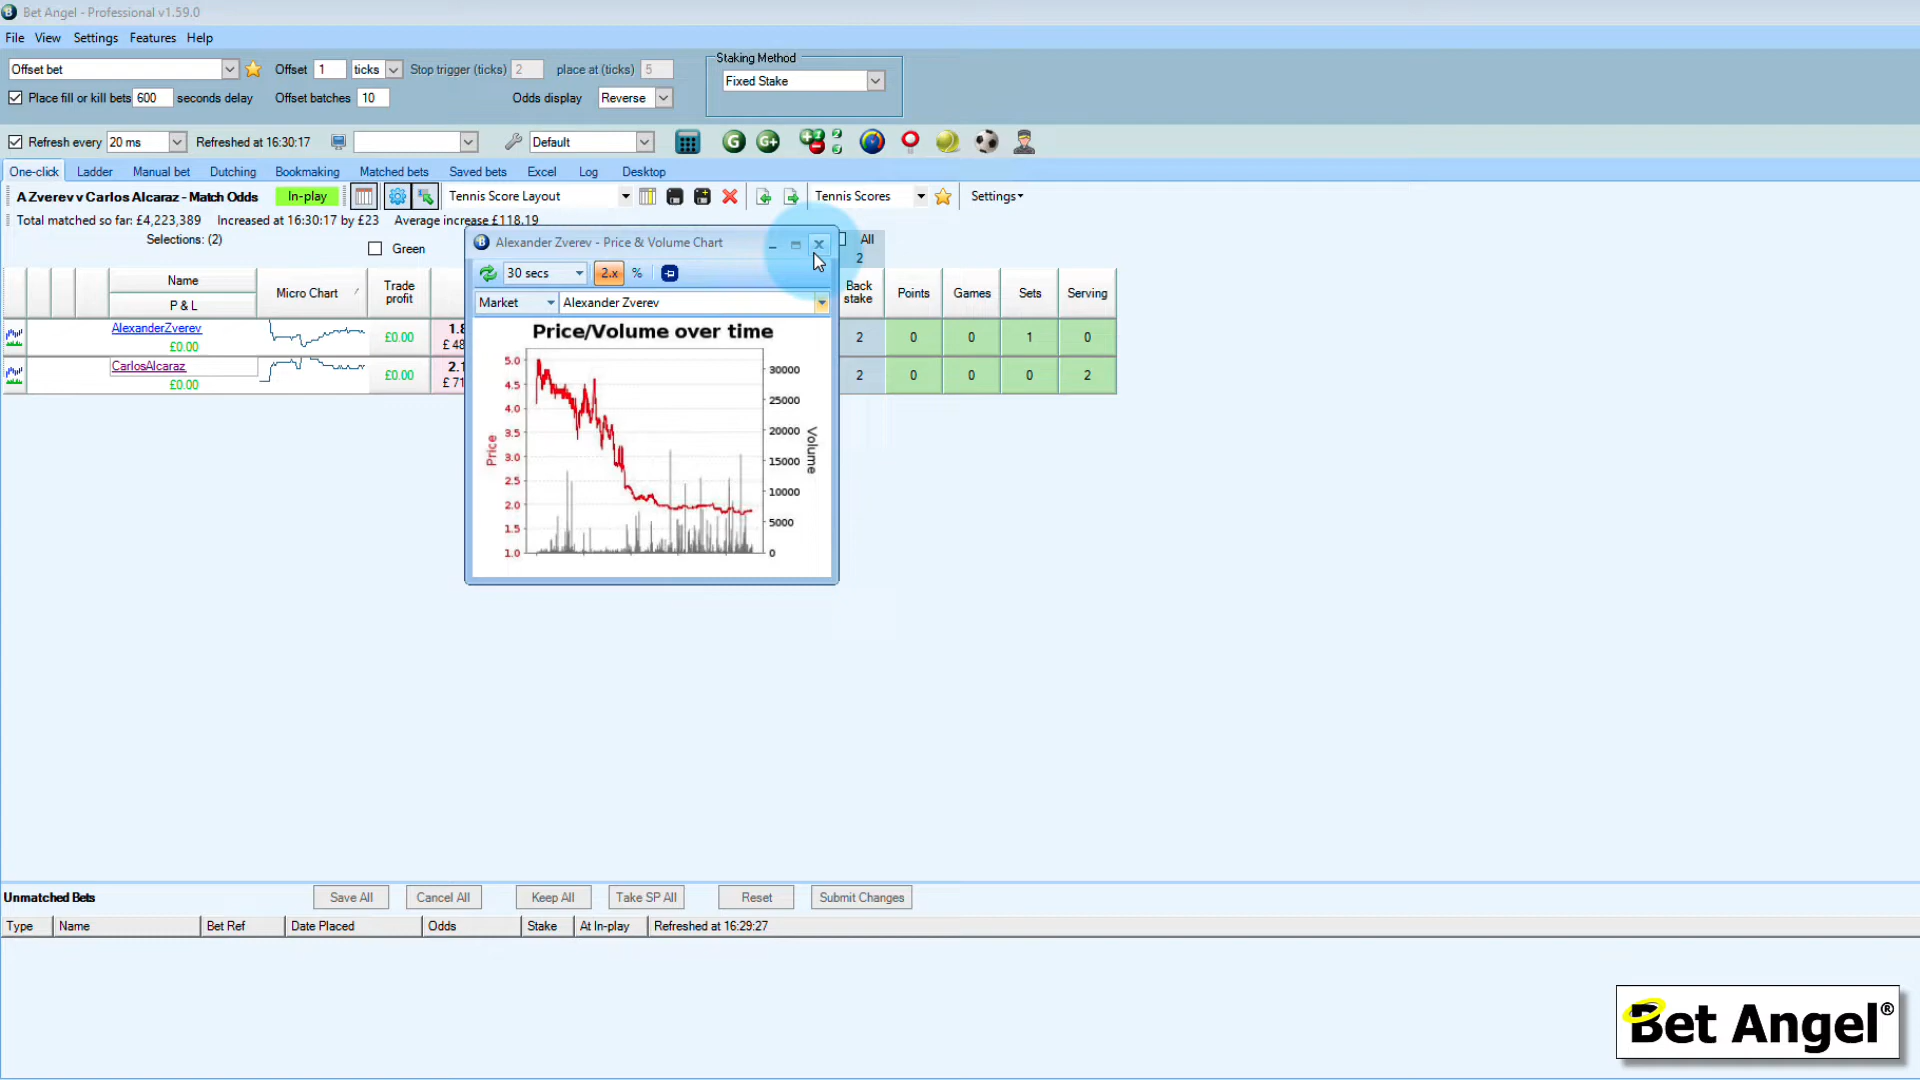 Bet Angel - Professional v1.59.0
File View Settings Features Help
Offset bet Offset 1 ticks Stop trigger (ticks) 2 place at (ticks) 5
Staking Method
Fixed Stake
Place fill or kill bets 600 seconds delay Offset batches 10 Odds display Reverse
Refresh every 20 ms Refreshed at 16:30:17 Default G G+
One-click Ladder Manual bet Dutching Bookmaking Matched bets Saved bets Excel Log Desktop
A Zverev v Carlos Alcaraz - Match Odds In-play Tennis Score Layout Tennis Scores Settings
Total matched so far: £4,223,389 Increased at 16:30:17 by £23 Average increase £118.19
Selections: (2) Green All
2
Name
P & L
Micro Chart
Trade profit
Back stake
Points Games Sets Serving
AlexanderZverev £0.00 £0.00 1.8 £ 48 2 0 0 1 0
CarlosAlcaraz £0.00 £0.00 2.1 £ 71 2 0 0 0 2
Alexander Zverev - Price & Volume Chart
30 secs 2.x %
Market Alexander Zverev
Price/Volume over time
Price
5.0
4.5
4.0
3.5
3.0
2.5
2.0
1.5
1.0
30000
25000
20000
15000
10000
5000
0
Volume
Unmatched Bets Save All Cancel All Keep All Take SP All Reset Submit Changes
Type Name Bet Ref Date Placed Odds Stake At In-play Refreshed at 16:29:27
Bet Angel®